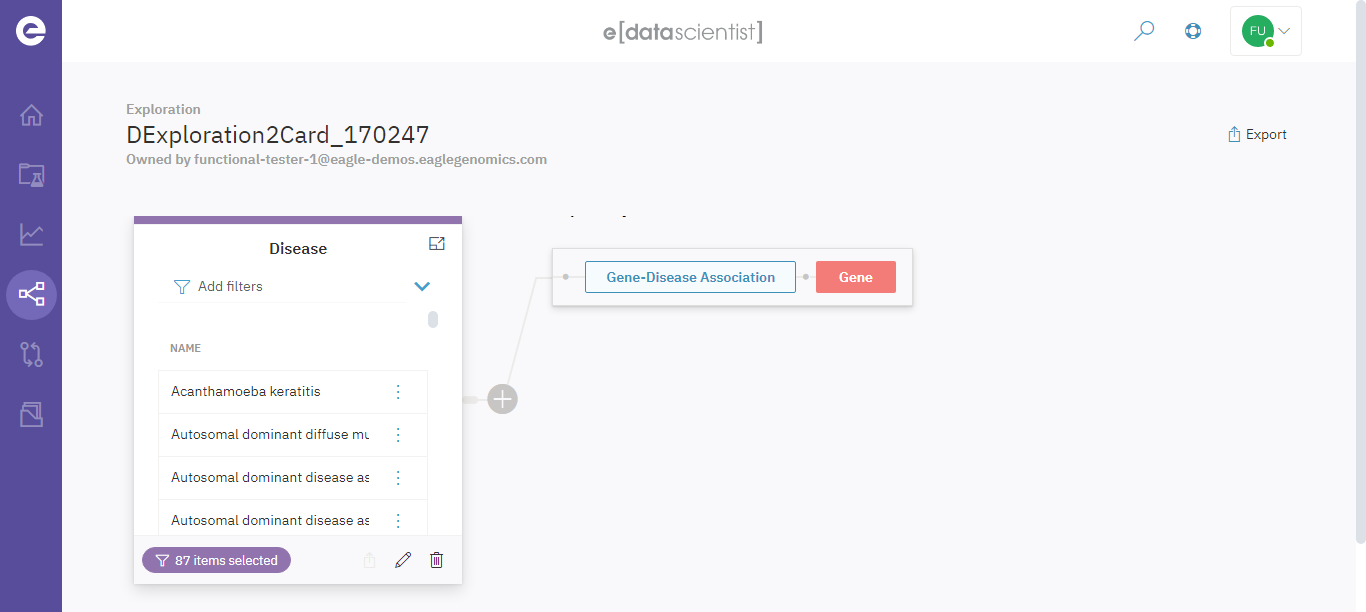 e[datascientist]
FU
Exploration
DExploration2Card_170247
Owned by functional-tester-1@eagle-demos.eaglegenomics.com
Export
Disease
Add filters
NAME
Acanthamoeba keratitis
Autosomal dominant diffuse mu
Autosomal dominant disease as
Autosomal dominant disease as
87 items selected
Gene-Disease Association
Gene